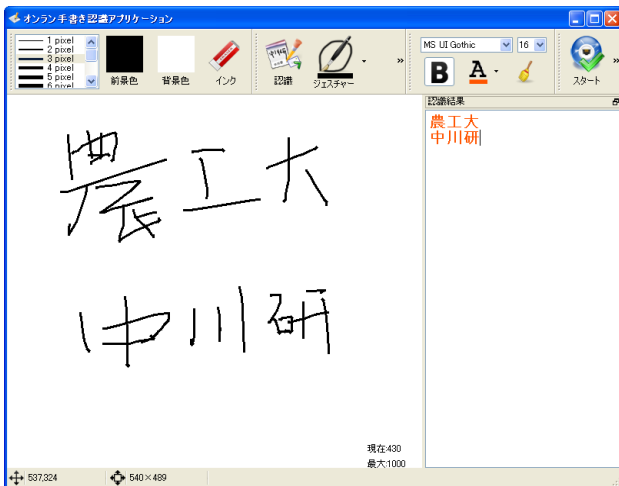 オンラン手書き認識アプリケーション
1 pixel
2 pixel
3 pixel
4 pixel
5 pixel
6 pixel
前景色
背景色
インク
認識
ジェスチャー
MS UI Gothic
16
B
A
スタート
認識結果
農工大
中川研
農工大
中川研
現在:430
最大:1000
537,324
540×489